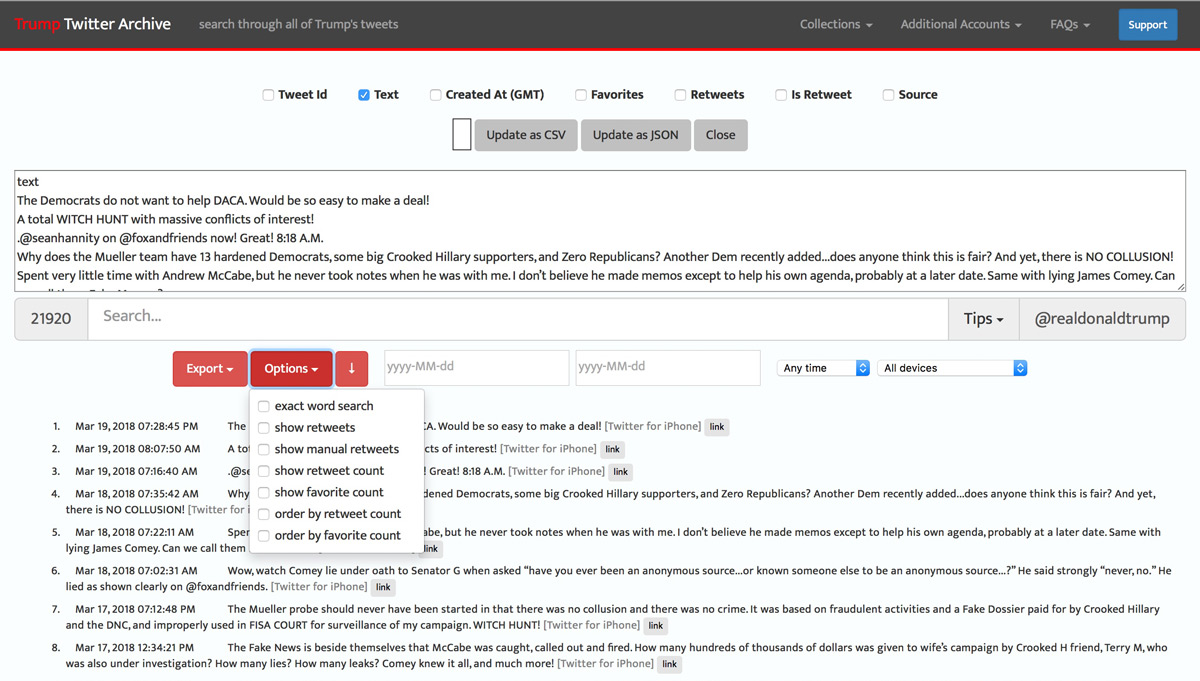 Trump Twitter Archive search through all of Trump's tweets Collections Additional Accounts FAQs Support
Tweet Id Text Created At (GMT) Favorites Retweets Is Retweet Source
Update as CSV Update as JSON Close
text
The Democrats do not want to help DACA. Would be so easy to make a deal!
A total WITCH HUNT with massive conflicts of interest!
.@seanhannity on @foxandfriends now! Great! 8:18 A.M.
Why does the Mueller team have 13 hardened Democrats, some big Crooked Hillary supporters, and Zero Republicans? Another Dem recently added...does anyone think this is fair? And yet, there is NO COLLUSION!
Spent very little time with Andrew McCabe, but he never took notes when he was with me. I don't believe he made memos except to help his own agenda, probably at a later date. Same with lying James Comey. Can
21920 Search... Tips @realdonaldtrump
Export Options ↓ yyyy-MM-dd yyyy-MM-dd Any time All devices
exact word search
show retweets
show manual retweets
show retweet count
show favorite count
order by retweet count
order by favorite count
1. Mar 19, 2018 07:28:45 PM The CA. Would be so easy to make a deal! [Twitter for iPhone] link
2. Mar 19, 2018 08:07:50 AM A tot cts of interest! [Twitter for iPhone] link
3. Mar 19, 2018 07:16:40 AM .@se ! Great! 8:18 A.M. [Twitter for iPhone] link
4. Mar 18, 2018 07:35:42 AM Why dened Democrats, some big Crooked Hillary supporters, and Zero Republicans? Another Dem recently added...does anyone think this is fair? And yet,
there is NO COLLUSION! [Twitter for i
5. Mar 18, 2018 07:22:11 AM Sper abe, but he never took notes when he was with me. I don't believe he made memos except to help his own agenda, probably at a later date. Same with
lying James Comey. Can we call them link
6. Mar 18, 2018 07:02:31 AM Wow, watch Comey lie under oath to Senator G when asked "have you ever been an anonymous source...or known someone else to be an anonymous source...?" He said strongly "never, no." He
lied as shown clearly on @foxandfriends. [Twitter for iPhone] link
7. Mar 17, 2018 07:12:48 PM The Mueller probe should never have been started in that there was no collusion and there was no crime. It was based on fraudulent activities and a Fake Dossier paid for by Crooked Hillary
and the DNC, and improperly used in FISA COURT for surveillance of my campaign. WITCH HUNT! [Twitter for iPhone] link
8. Mar 17, 2018 12:34:21 PM The Fake News is beside themselves that McCabe was caught, called out and fired. How many hundreds of thousands of dollars was given to wife's campaign by Crooked H friend, Terry M, who
was also under investigation? How many lies? How many leaks? Comey knew it all, and much more! [Twitter for iPhone] link